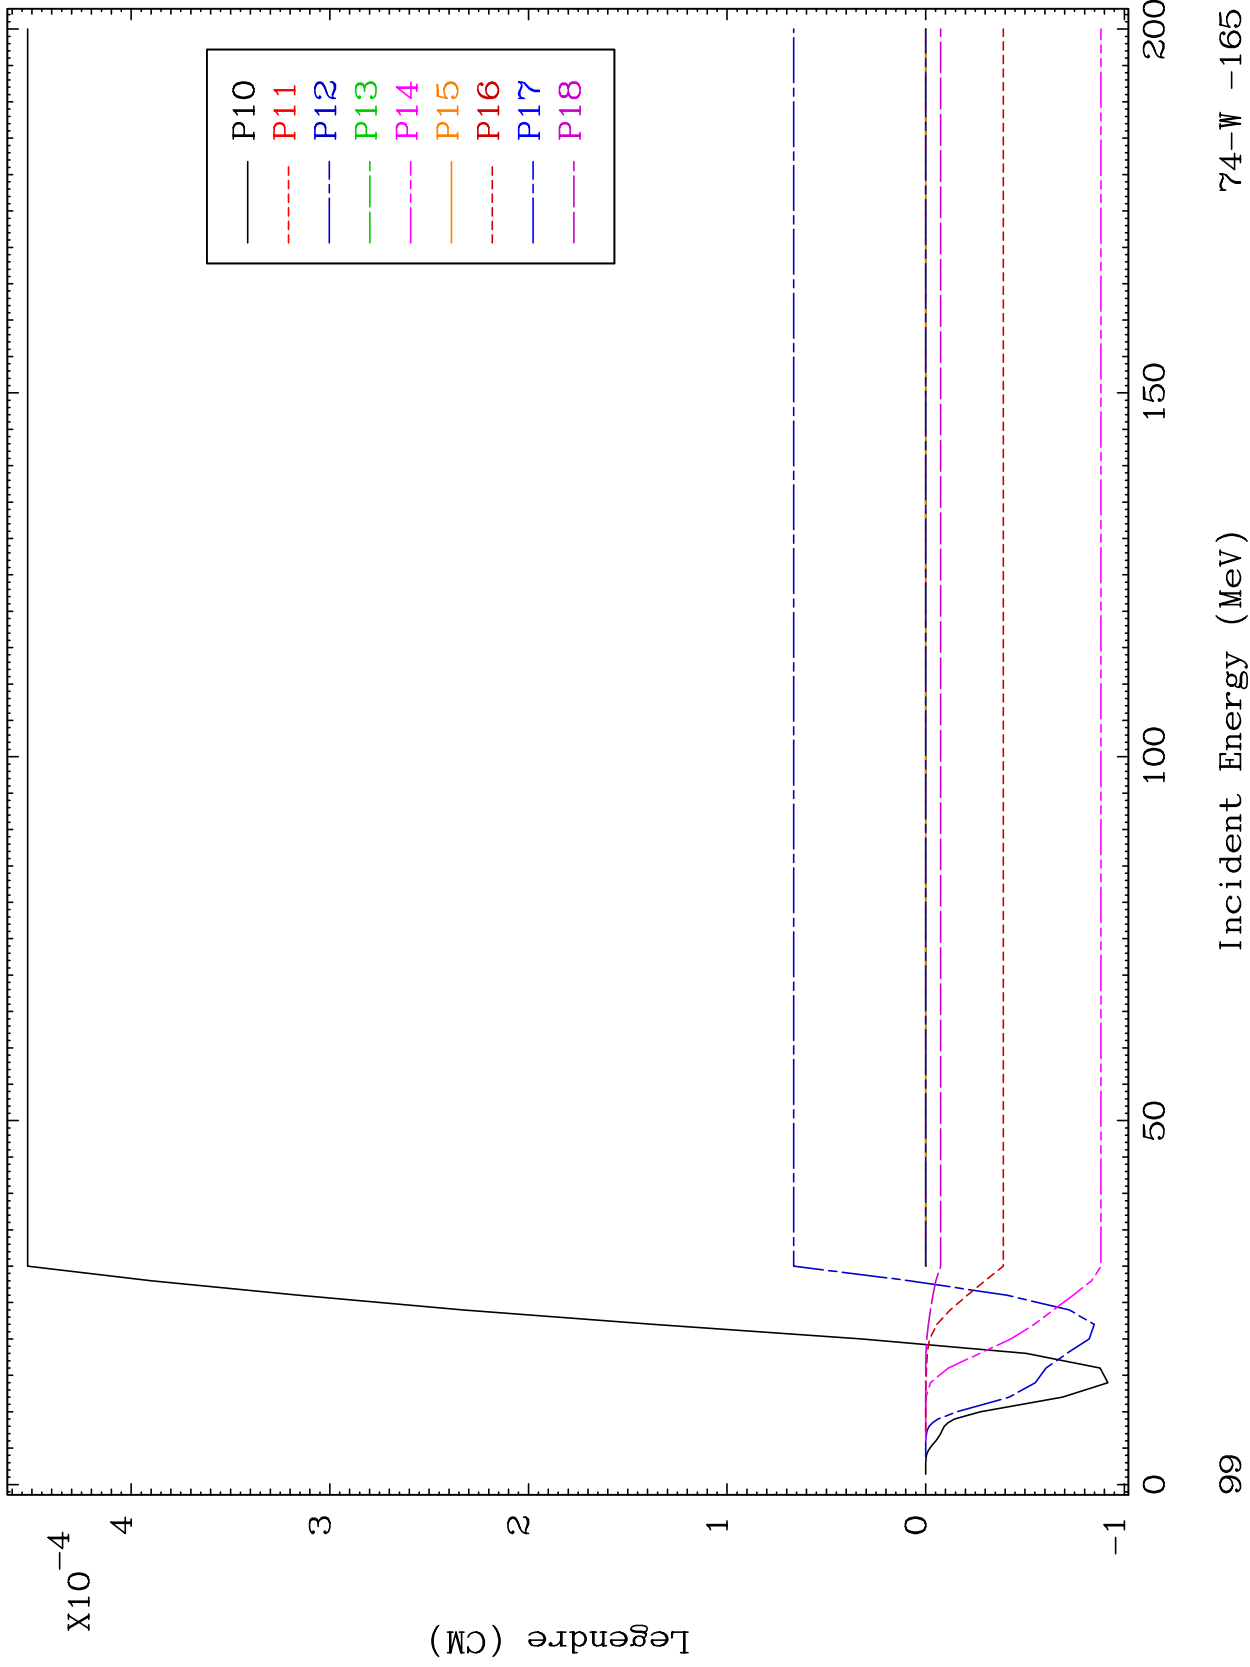 X10-4
4
3
2
1
0
-1
Legendre (CM)
P10
P11
P12
P13
P14
P15
P16
P17
P18
0
50
100
150
200
99
Incident Energy (MeV)
74-W -165